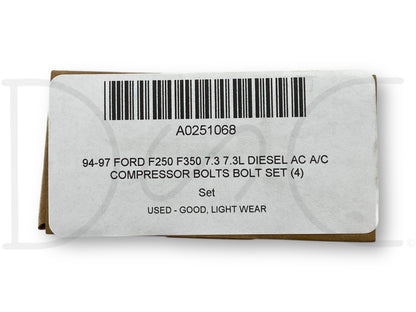 A0251068
94-97 FORD F250 F350 7.3 7.3L DIESEL AC A/C
COMPRESSOR BOLTS BOLT SET (4)
Set
USED - GOOD, LIGHT WEAR